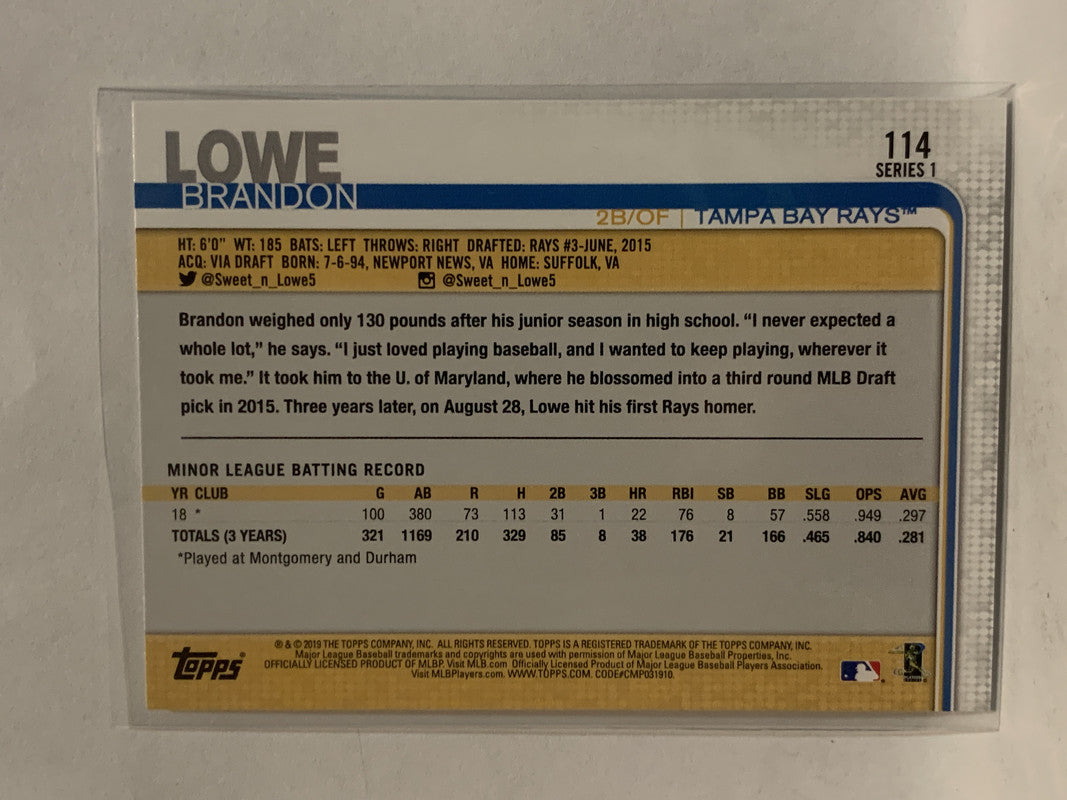 LOWE
BRANDON
114
SERIES 1
2B/OF | TAMPA BAY RAYS™
HT: 6'0" WT: 185 BATS: LEFT THROWS: RIGHT DRAFTED: RAYS #3-JUNE, 2015
ACQ: VIA DRAFT BORN: 7-6-94, NEWPORT NEWS, VA HOME: SUFFOLK, VA
@Sweet_n_Lowe5 @Sweet_n_Lowe5
Brandon weighed only 130 pounds after his junior season in high school. “I never expected a
whole lot,” he says. “I just loved playing baseball, and I wanted to keep playing, wherever it
took me.” It took him to the U. of Maryland, where he blossomed into a third round MLB Draft
pick in 2015. Three years later, on August 28, Lowe hit his first Rays homer.
MINOR LEAGUE BATTING RECORD
YR CLUB G AB R H 2B 3B HR RBI SB BB SLG OPS AVG
18 * 100 380 73 113 31 1 22 76 8 57 .558 .949 .297
TOTALS (3 YEARS) 321 1169 210 329 85 8 38 176 21 166 .465 .840 .281
*Played at Montgomery and Durham
Topps®
® & © 2019 THE TOPPS COMPANY, INC. ALL RIGHTS RESERVED. TOPPS IS A REGISTERED TRADEMARK OF THE TOPPS COMPANY, INC.
Major League Baseball trademarks and copyrights are used with permission of Major League Baseball Properties, Inc.
OFFICIALLY LICENSED PRODUCT OF MLBP. Visit MLB.com Officially Licensed Product of Major League Baseball Players Association.
Visit MLBPlayers.com. WWW.TOPPS.COM. CODE#CMP031910.